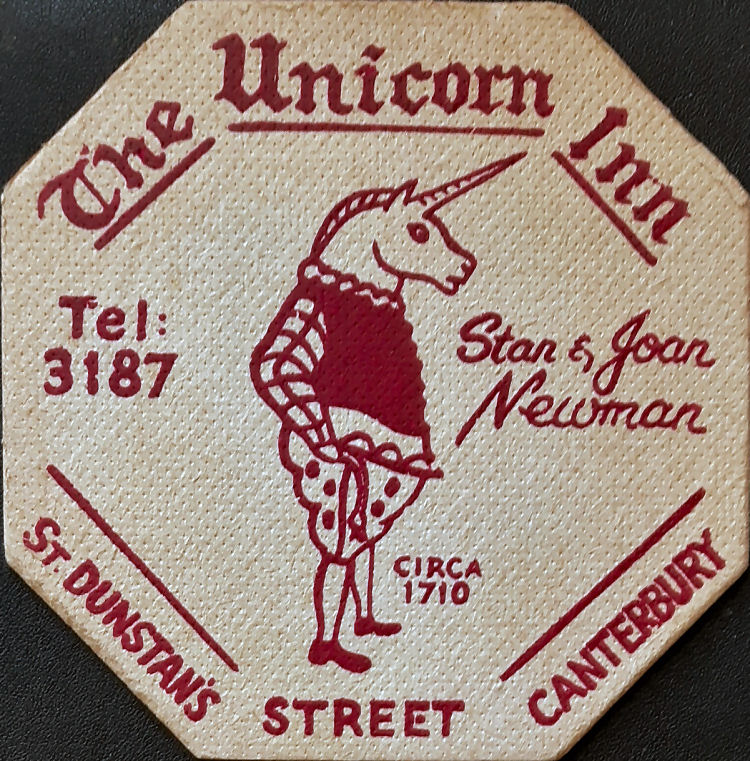 The Unicorn Inn
Tel:
3187
Stan & Joan
Newman
CIRCA
1710
ST. DUNSTAN'S STREET CANTERBURY